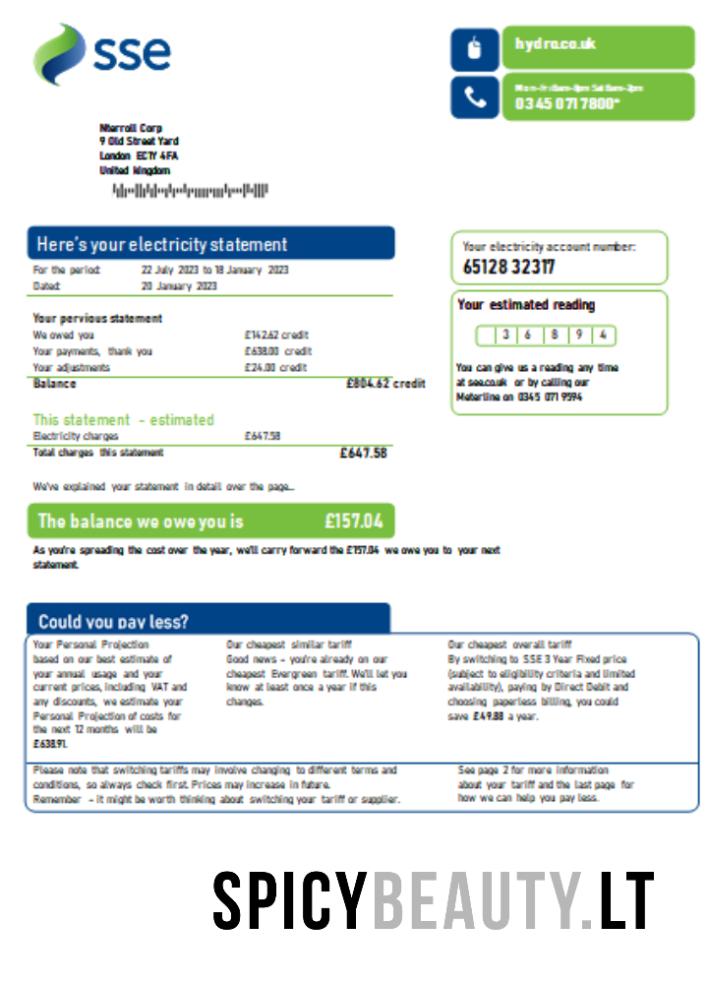 sse
hydro.co.uk
Mon-Fri 8am-8pm Sat 8am-2pm
0345 071 7800*
Nterroll Corp
9 Old Street Yard
London EC1Y 4FA
United Kingdom
Here's your electricity statement
For the period: 22 July 2023 to 18 January 2023
Dated: 20 January 2023
Your electricity account number:
65128 32317
Your estimated reading
3 6 8 9 4
You can give us a reading any time
at sse.co.uk or by calling our
Meterline on 0345 071 9594
Your pervious statement
We owed you £142.62 credit
Your payments, thank you £638.00 credit
Your adjustments £24.00 credit
Balance £804.62 credit
This statement - estimated
Electricity charges £647.58
Total charges this statement £647.58
We've explained your statement in detail over the page...
The balance we owe you is £157.04
As you're spreading the cost over the year, we'll carry forward the £157.04 we owe you to your next
statement.
Could you pay less?
Your Personal Projection
based on our best estimate of
your annual usage and your
current prices, including VAT and
any discounts, we estimate your
Personal Projection of costs for
the next 12 months will be
£638.91.
Our cheapest similar tariff
Good news - you're already on our
cheapest Evergreen tariff. We'll let you
know at least once a year if this
changes.
Our cheapest overall tariff
By switching to SSE 3 Year Fixed price
(subject to eligibility criteria and limited
availability), paying by Direct Debit and
choosing paperless billing, you could
save £49.88 a year.
Please note that switching tariffs may involve changing to different terms and
conditions, so always check first. Prices may increase in future.
Remember - it might be worth thinking about switching your tariff or supplier.
See page 2 for more information
about your tariff and the last page for
how we can help you pay less.
SPICYBEAUTY.LT